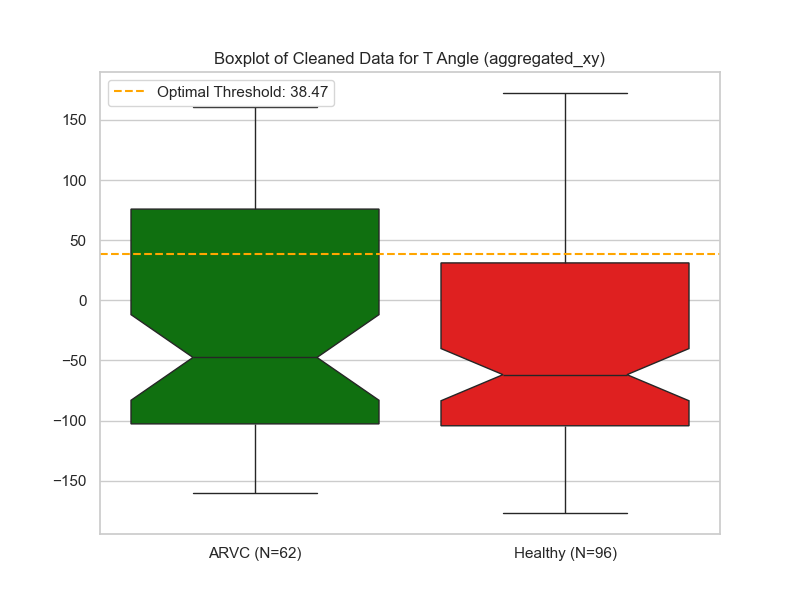 Boxplot of Cleaned Data for T Angle (aggregated_xy)
Optimal Threshold: 38.47
150
100
50
0
−50
−100
−150
ARVC (N=62)
Healthy (N=96)